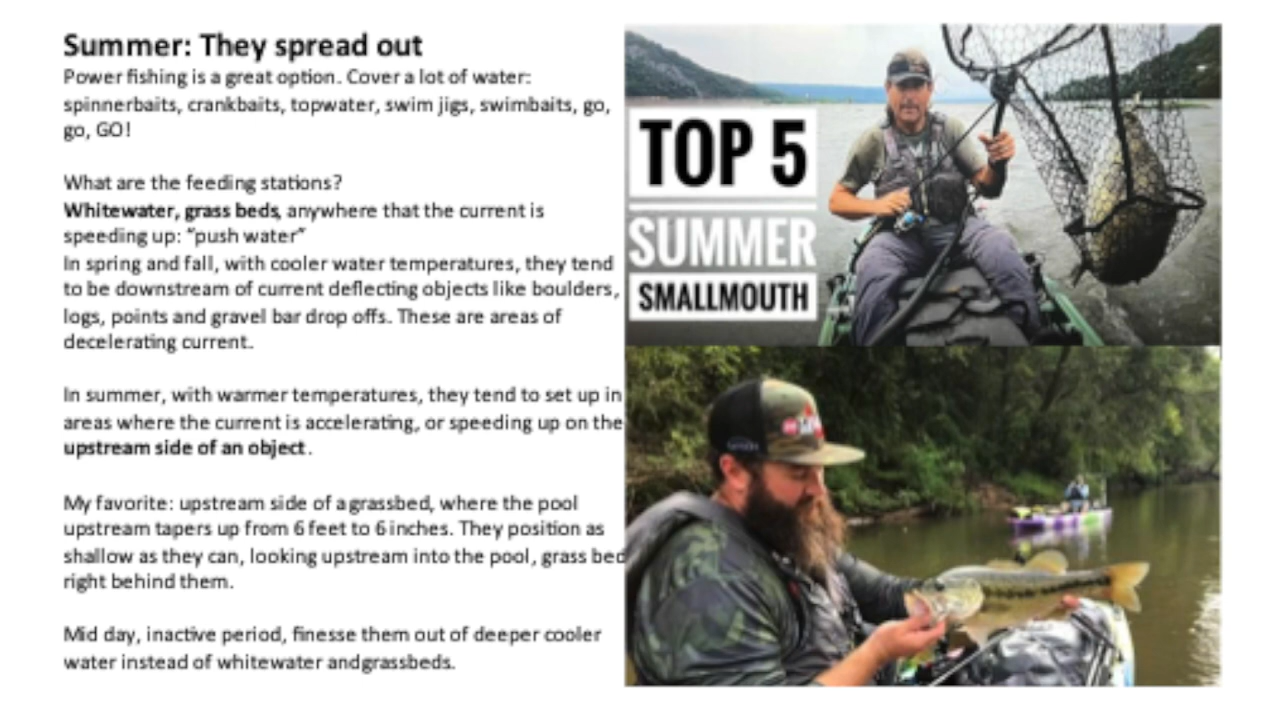 Summer: They spread out
Power fishing is a great option. Cover a lot of water:
spinnerbaits, crankbaits, topwater, swim jigs, swimbaits, go,
go, GO!
What are the feeding stations?
Whitewater, grass beds, anywhere that the current is
speeding up: “push water”
In spring and fall, with cooler water temperatures, they tend
to be downstream of current deflecting objects like boulders,
logs, points and gravel bar drop offs. These are areas of
decelerating current.
In summer, with warmer temperatures, they tend to set up in
areas where the current is accelerating, or speeding up on the
upstream side of an object.
My favorite: upstream side of a grassbed, where the pool
upstream tapers up from 6 feet to 6 inches. They position as
shallow as they can, looking upstream into the pool, grass bed
right behind them.
Mid day, inactive period, finesse them out of deeper cooler
water instead of whitewater and grassbeds.
TOP 5
SUMMER
SMALLMOUTH